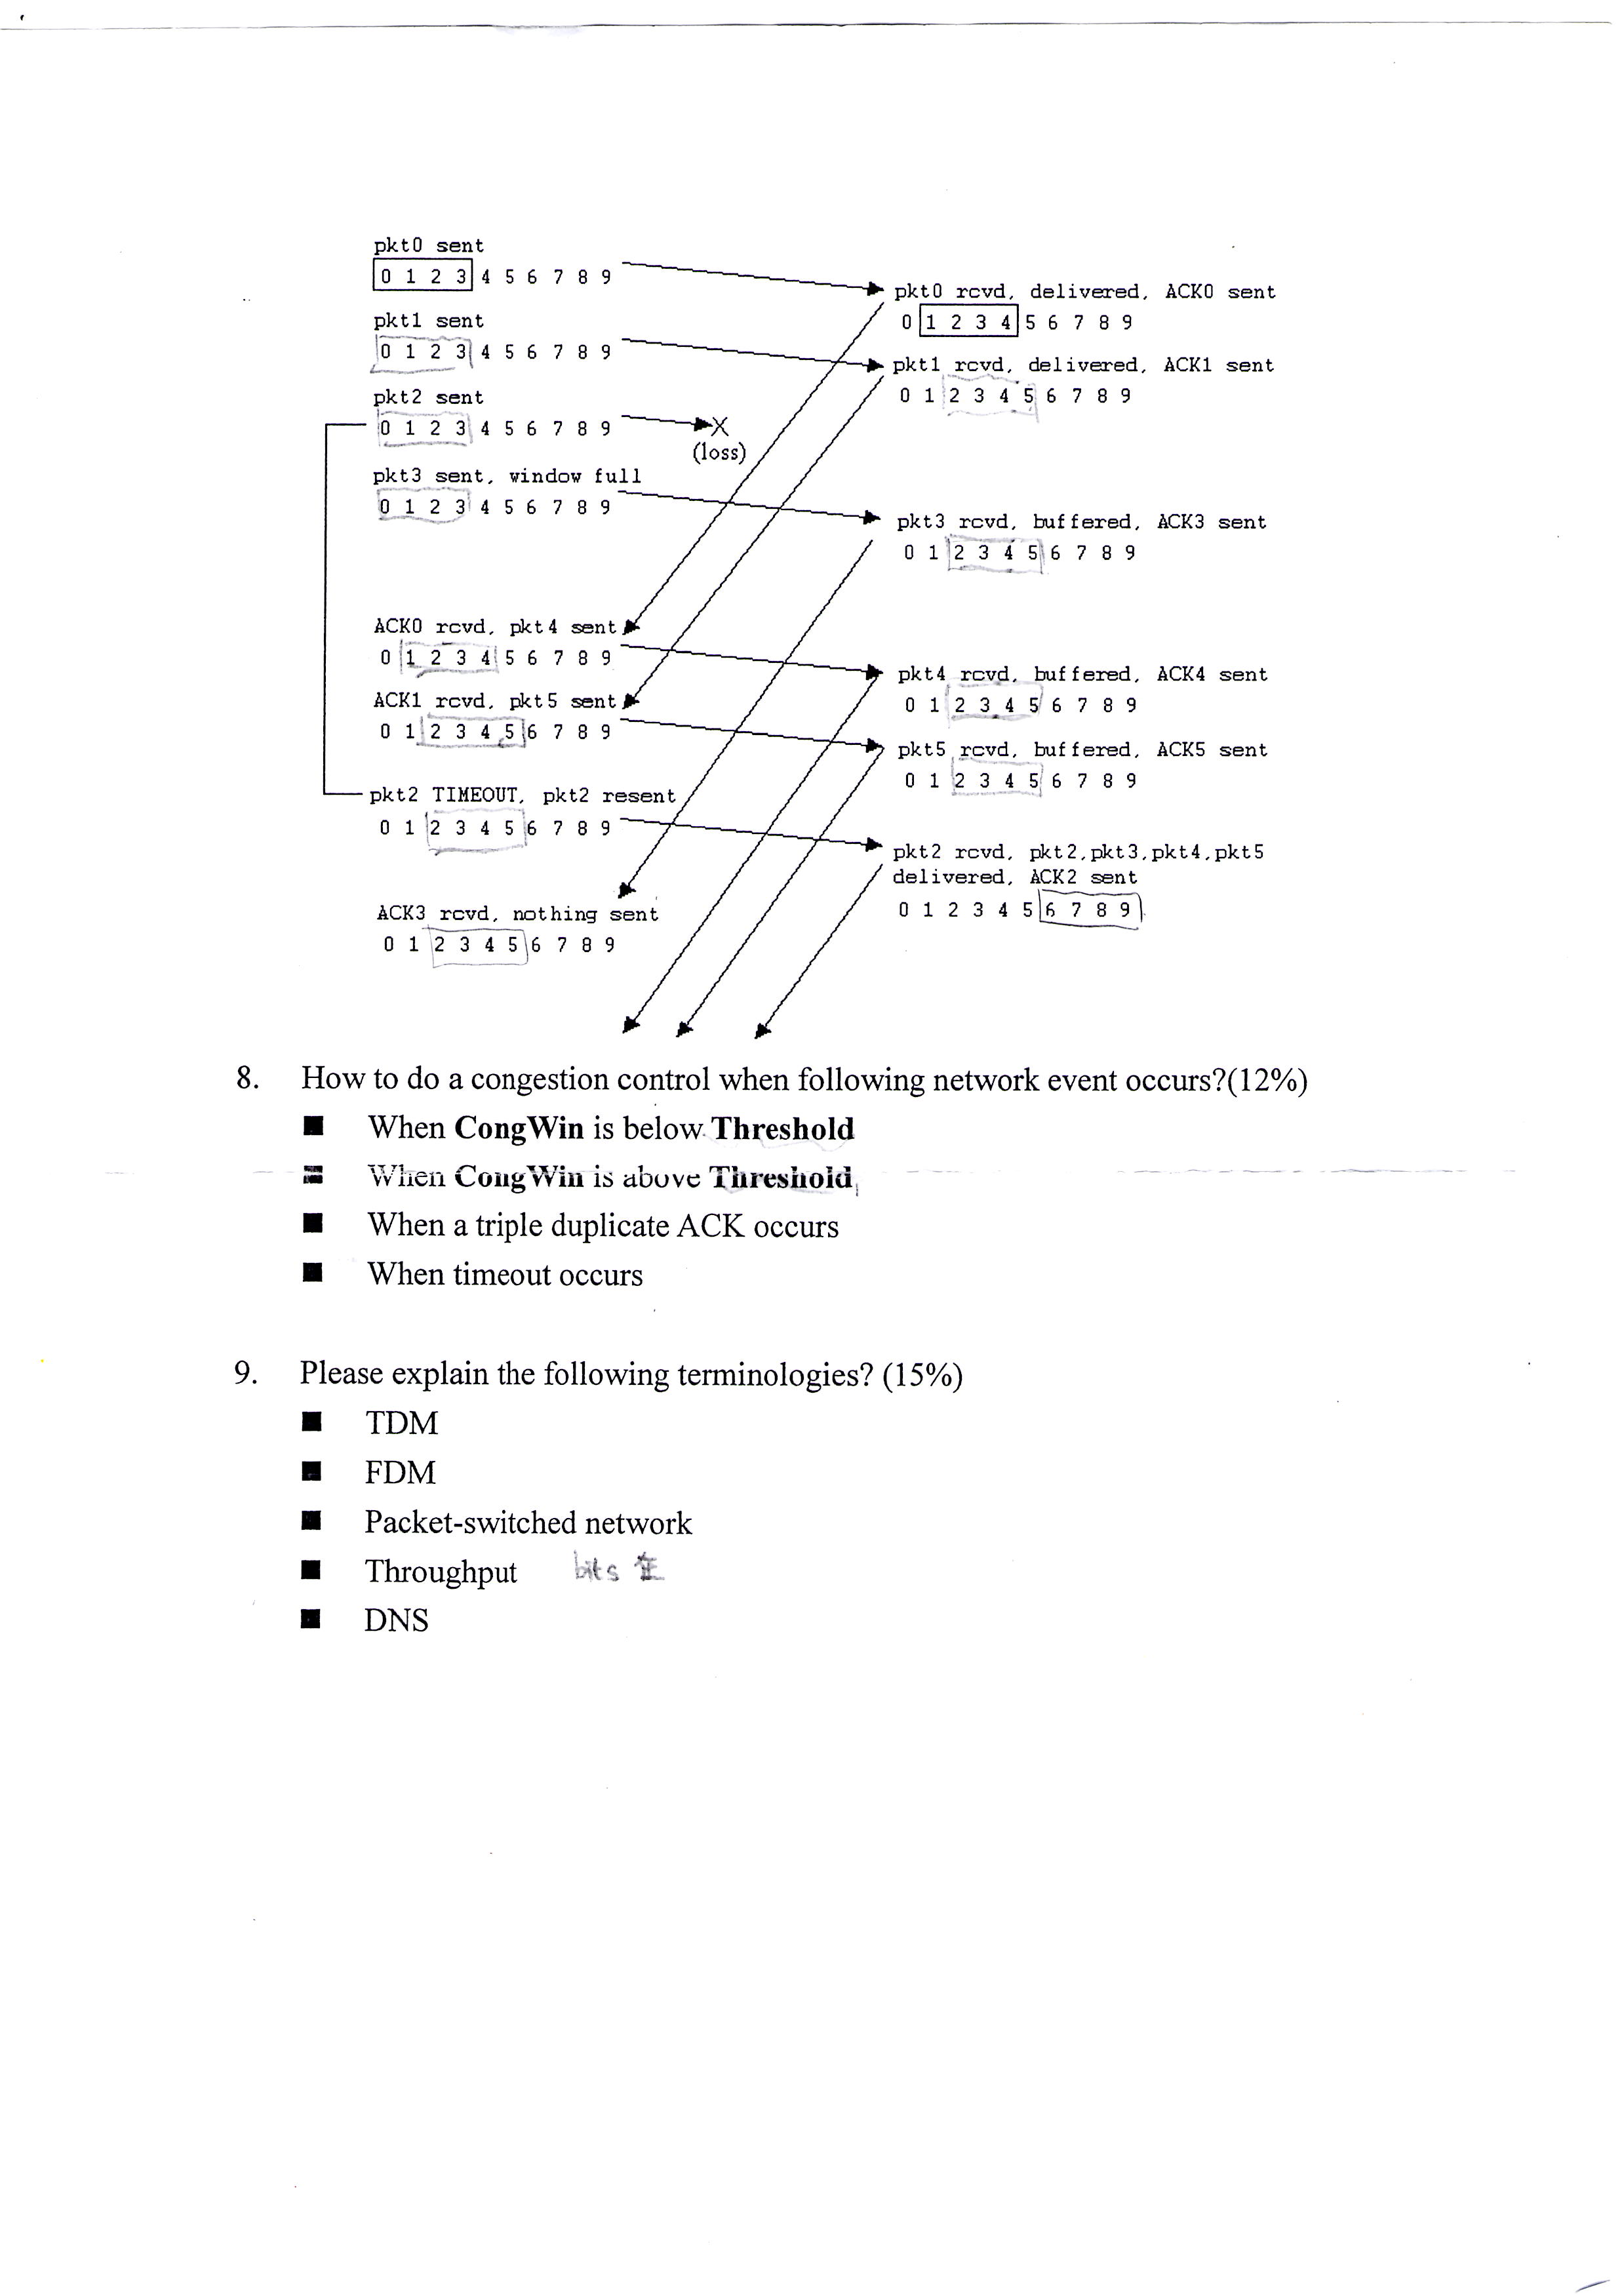 pkt0 sent
0 1 2 3 4 5 6 7 8 9
pkt0 rcvd, delivered, ACK0 sent
0 1 2 3 4 5 6 7 8 9
pkt1 sent
0 1 2 3 4 5 6 7 8 9
pkt1 rcvd, delivered, ACK1 sent
0 1 2 3 4 5 6 7 8 9
pkt2 sent
0 1 2 3 4 5 6 7 8 9
X
(loss)
pkt3 sent, window full
0 1 2 3 4 5 6 7 8 9
pkt3 rcvd, buffered, ACK3 sent
0 1 2 3 4 5 6 7 8 9
ACK0 rcvd, pkt4 sent
0 1 2 3 4 5 6 7 8 9
pkt4 rcvd, buffered, ACK4 sent
0 1 2 3 4 5 6 7 8 9
ACK1 rcvd, pkt5 sent
0 1 2 3 4 5 6 7 8 9
pkt5 rcvd, buffered, ACK5 sent
0 1 2 3 4 5 6 7 8 9
pkt2 TIMEOUT, pkt2 resent
0 1 2 3 4 5 6 7 8 9
pkt2 rcvd, pkt2,pkt3,pkt4,pkt5
delivered, ACK2 sent
0 1 2 3 4 5 6 7 8 9
ACK3 rcvd, nothing sent
0 1 2 3 4 5 6 7 8 9
8. How to do a congestion control when following network event occurs?(12%)
■ When CongWin is below Threshold
■ When CongWin is above Threshold
■ When a triple duplicate ACK occurs
■ When timeout occurs
9. Please explain the following terminologies? (15%)
■ TDM
■ FDM
■ Packet-switched network
■ Throughput bits
■ DNS